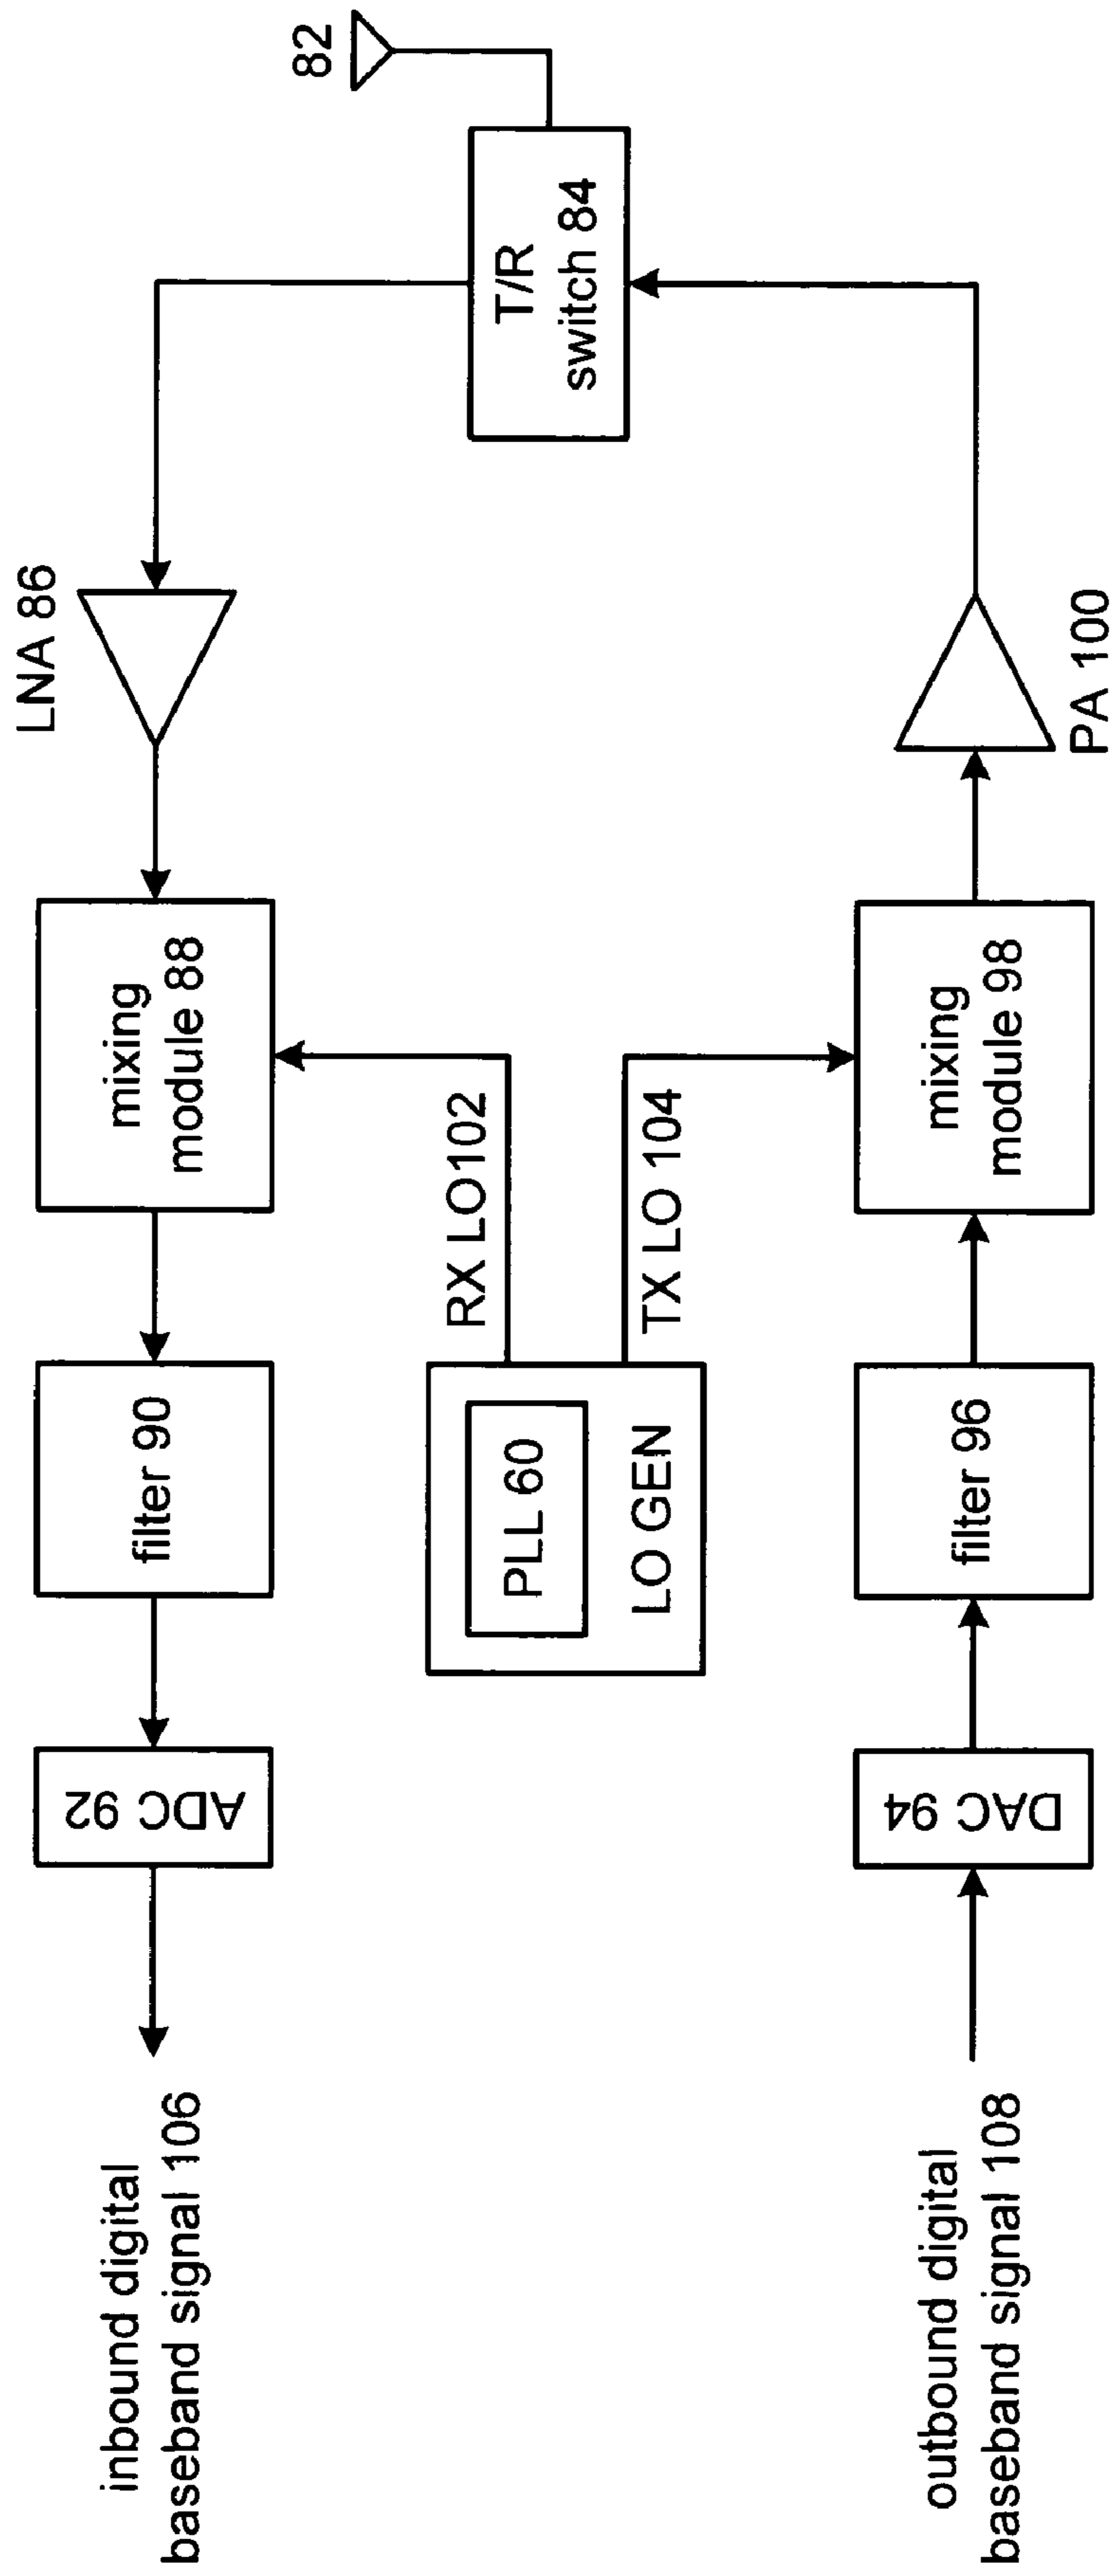 inbound digital
baseband signal 106
ADC 92
filter 90
mixing
module 88
LNA 86
82
T/R
switch 84
PLL 60
LO GEN
RX LO102
TX LO 104
outbound digital
baseband signal 108
DAC 94
filter 96
mixing
module 98
PA 100